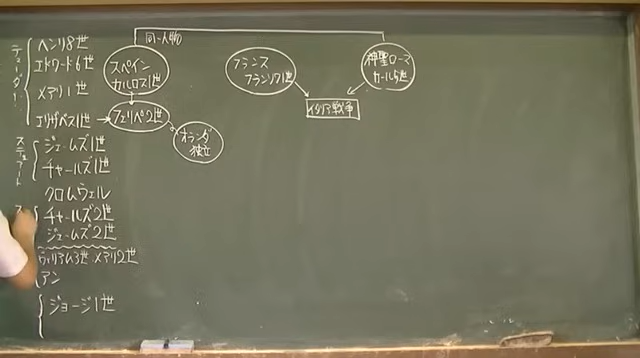 テューダー
ヘンリ8世
エドワード6世
メアリ1世
エリザベス1世
ステュアート
ジェームズ1世
チャールズ1世
クロムウェル
ス
チャールズ2世
ジェームズ2世
ウィリアム3世 メアリ2世
アン
ジョージ1世
同一人物
スペイン
カルロス1世
フェリペ2世
オランダ
独立
フランス
フランソワ1世
神聖ローマ
カール5世
イタリア戦争